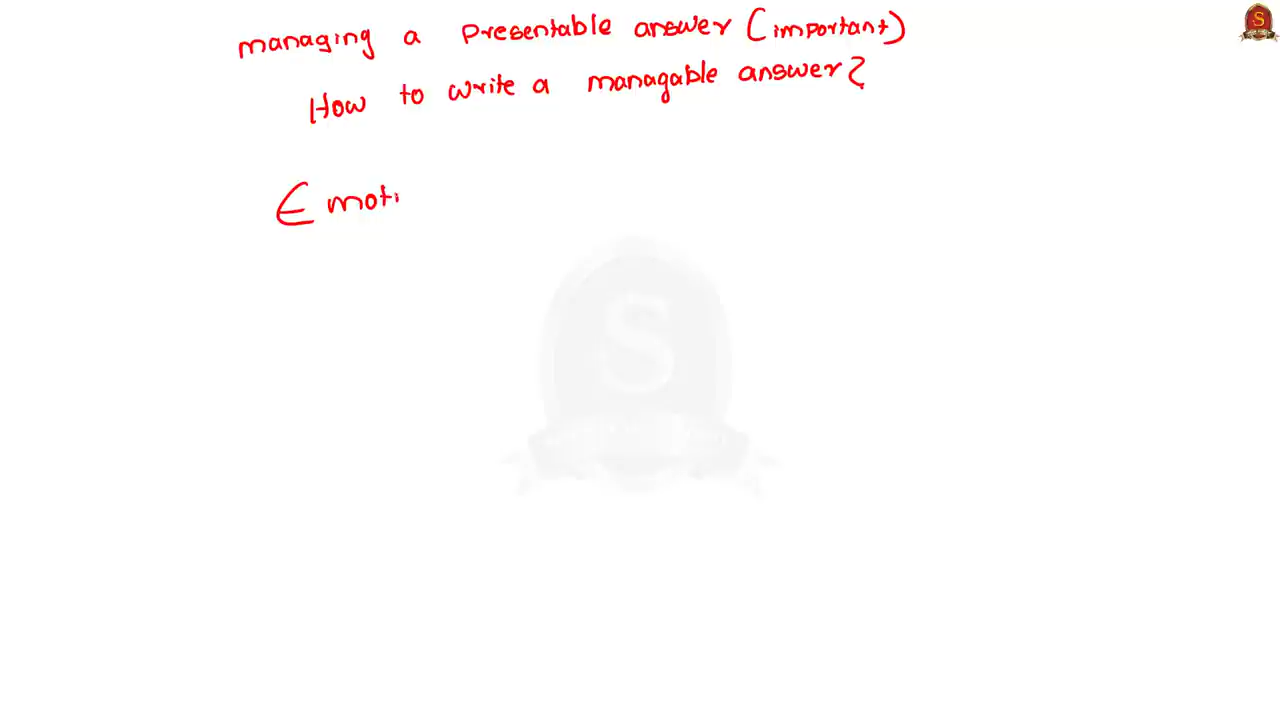 managing a presentable answer (important)
How to write a managable answer?
Emoti
S
S